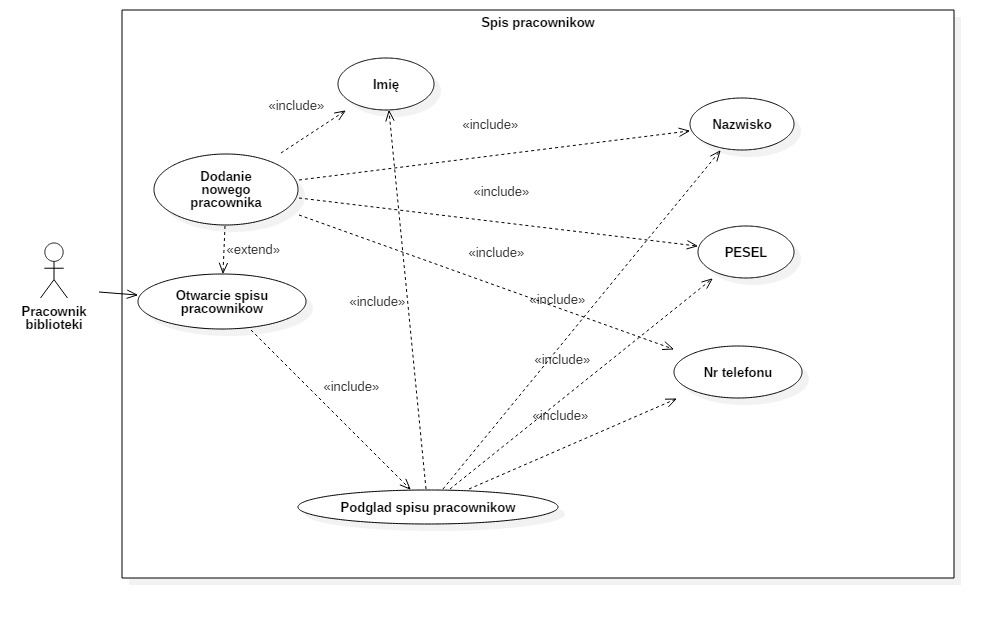 Spis pracownikow
Imię
«include»
«include»
Nazwisko
Dodanie
nowego
pracownika
«include»
«extend»
«include»
PESEL
Otwarcie spisu
pracownikow
«include»
«include»
Pracownik
biblioteki
«include»
Nr telefonu
«include»
«include»
Podglad spisu pracownikow